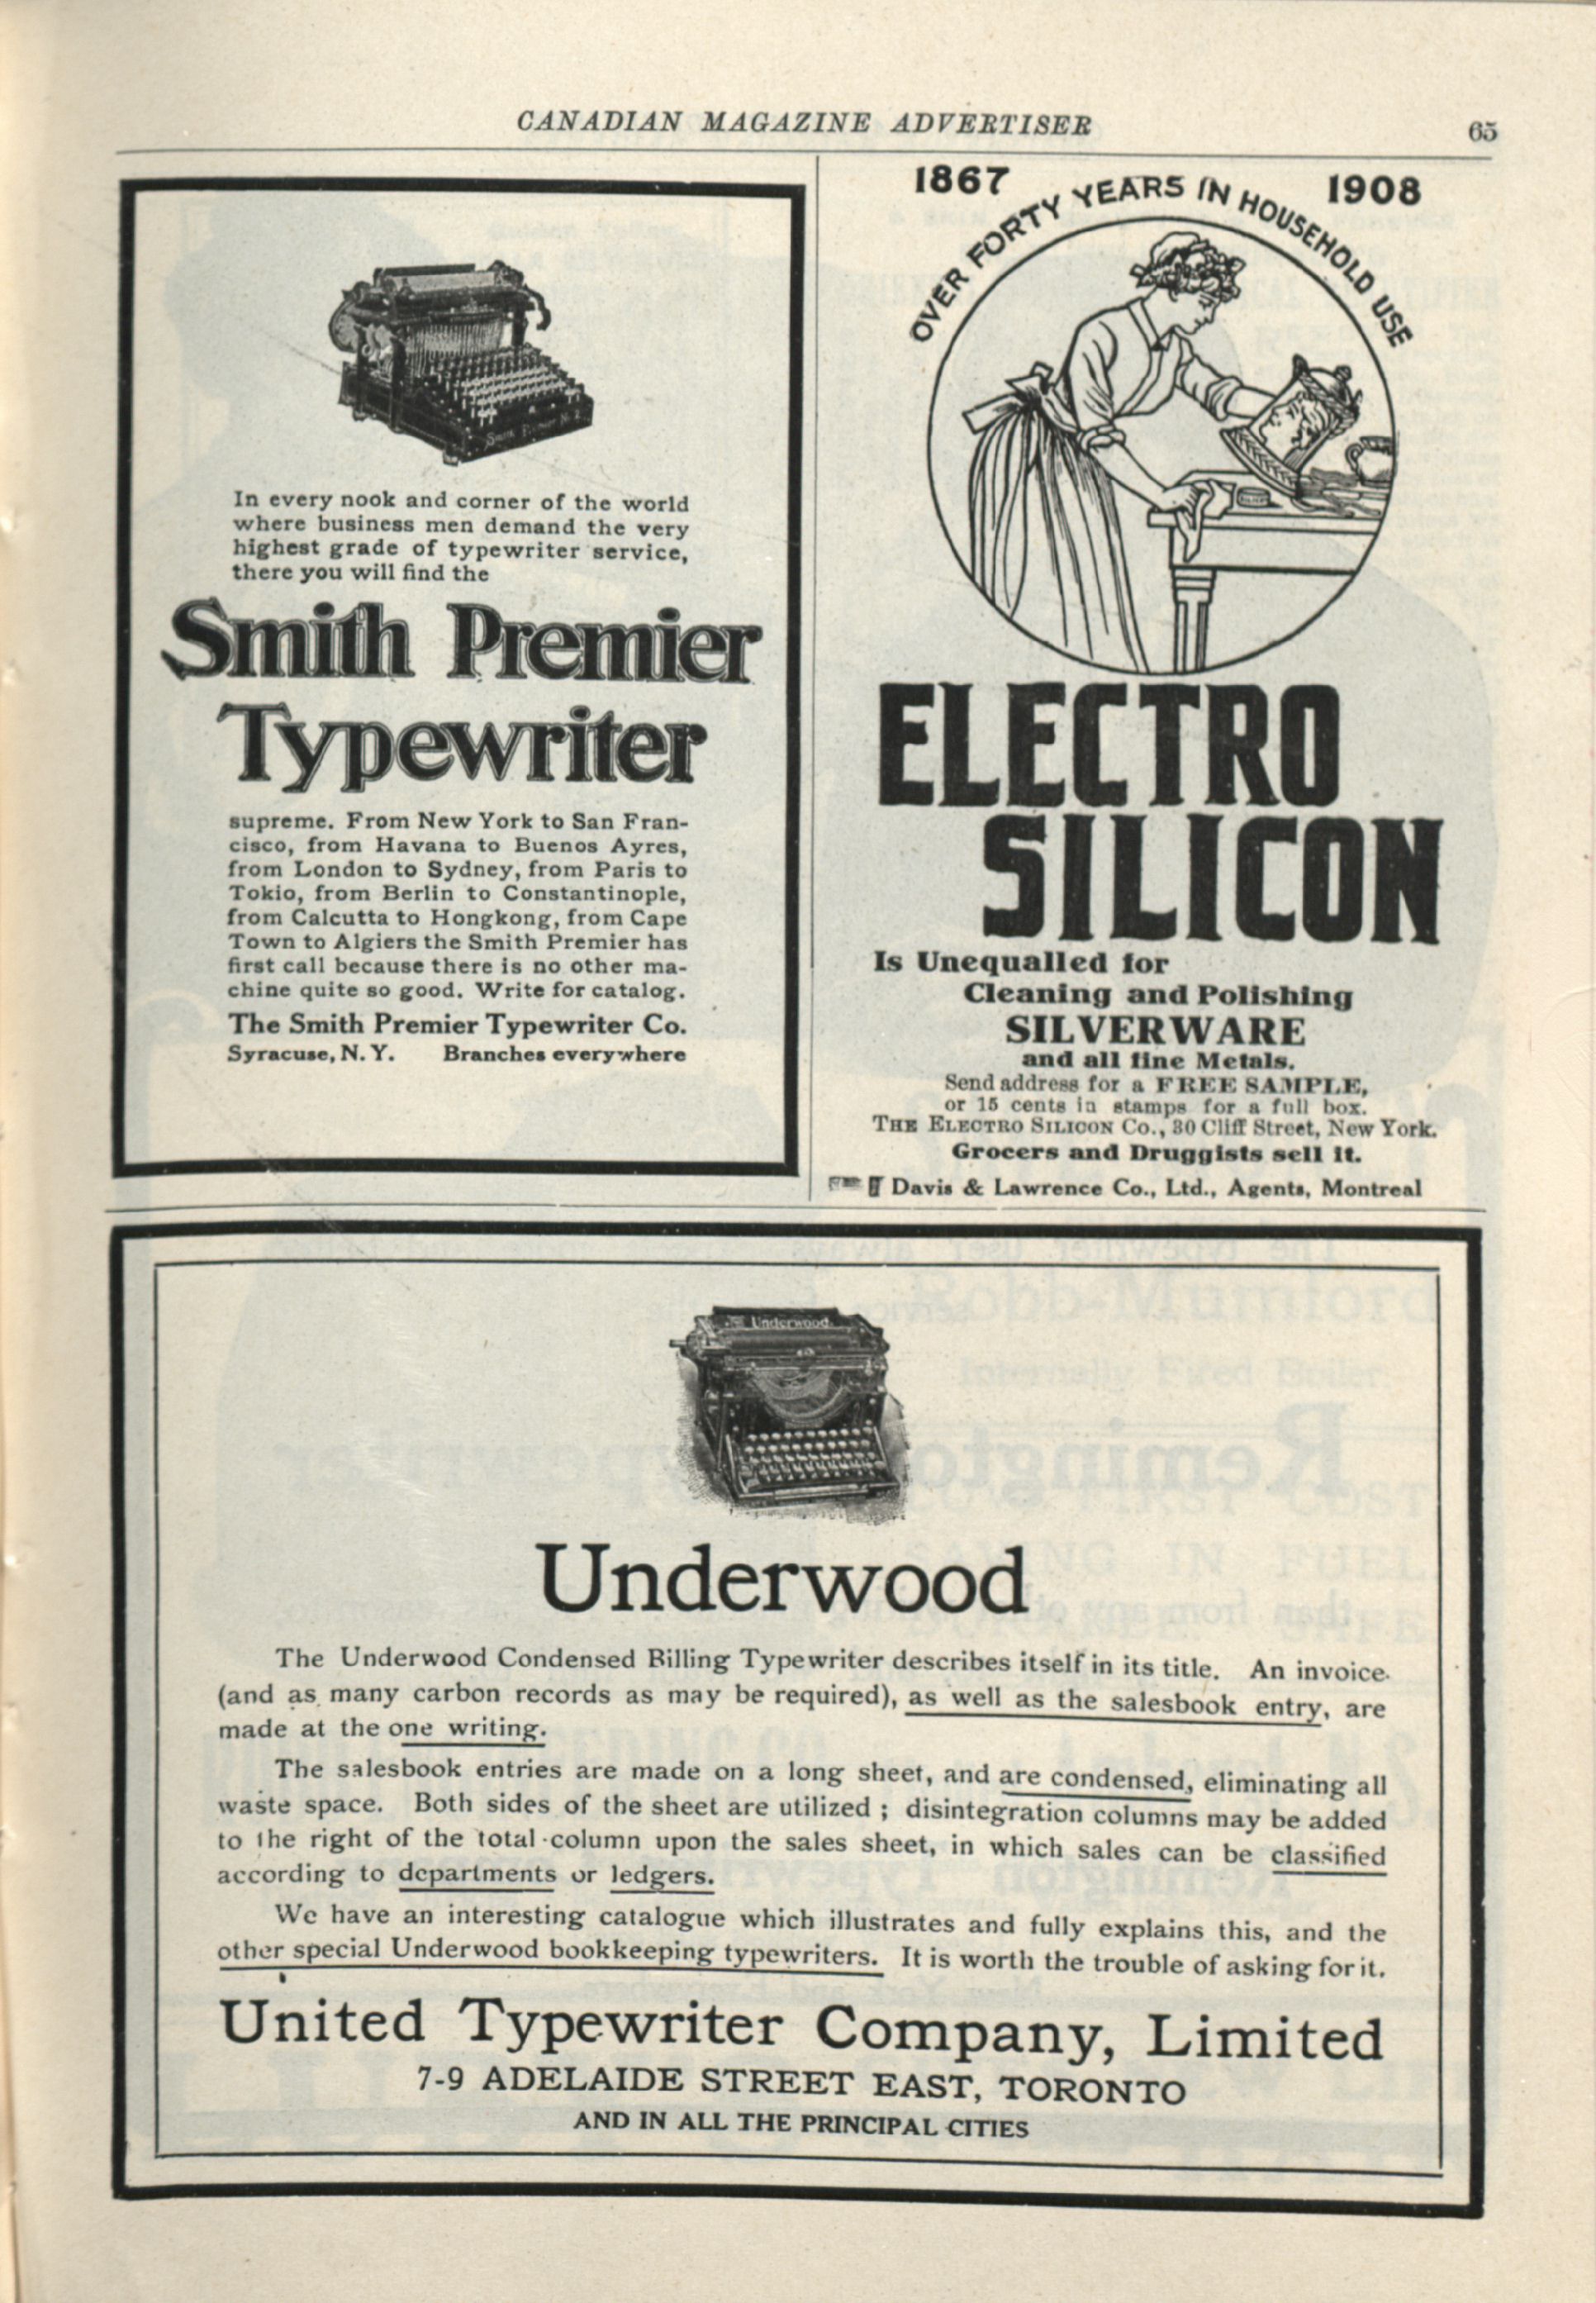 CANADIAN MAGAZINE ADVERTISER
65
Smith Premier
In every nook and corner of the world
where business men demand the very
highest grade of typewriter service,
there you will find the
Smith Premier
Typewriter
supreme. From New York to San Fran-
cisco, from Havana to Buenos Ayres,
from London to Sydney, from Paris to
Tokio, from Berlin to Constantinople,
from Calcutta to Hongkong, from Cape
Town to Algiers the Smith Premier has
first call because there is no other ma-
chine quite so good. Write for catalog.
The Smith Premier Typewriter Co.
Syracuse, N. Y. Branches everywhere
1867 1908
OVER FORTY YEARS IN HOUSEHOLD USE
ELECTRO
SILICON
Is Unequalled for
Cleaning and Polishing
SILVERWARE
and all fine Metals.
Send address for a FREE SAMPLE,
or 15 cents in stamps for a full box.
THE ELECTRO SILICON Co., 30 Cliff Street, New York.
Grocers and Druggists sell it.
Davis & Lawrence Co., Ltd., Agents, Montreal
Underwood
Underwood
The Underwood Condensed Billing Typewriter describes itself in its title. An invoice
(and as many carbon records as may be required), as well as the salesbook entry, are
made at the one writing.
The salesbook entries are made on a long sheet, and are condensed, eliminating all
waste space. Both sides of the sheet are utilized ; disintegration columns may be added
to the right of the total column upon the sales sheet, in which sales can be classified
according to departments or ledgers.
We have an interesting catalogue which illustrates and fully explains this, and the
other special Underwood bookkeeping typewriters. It is worth the trouble of asking for it.
United Typewriter Company, Limited
7-9 ADELAIDE STREET EAST, TORONTO
AND IN ALL THE PRINCIPAL CITIES